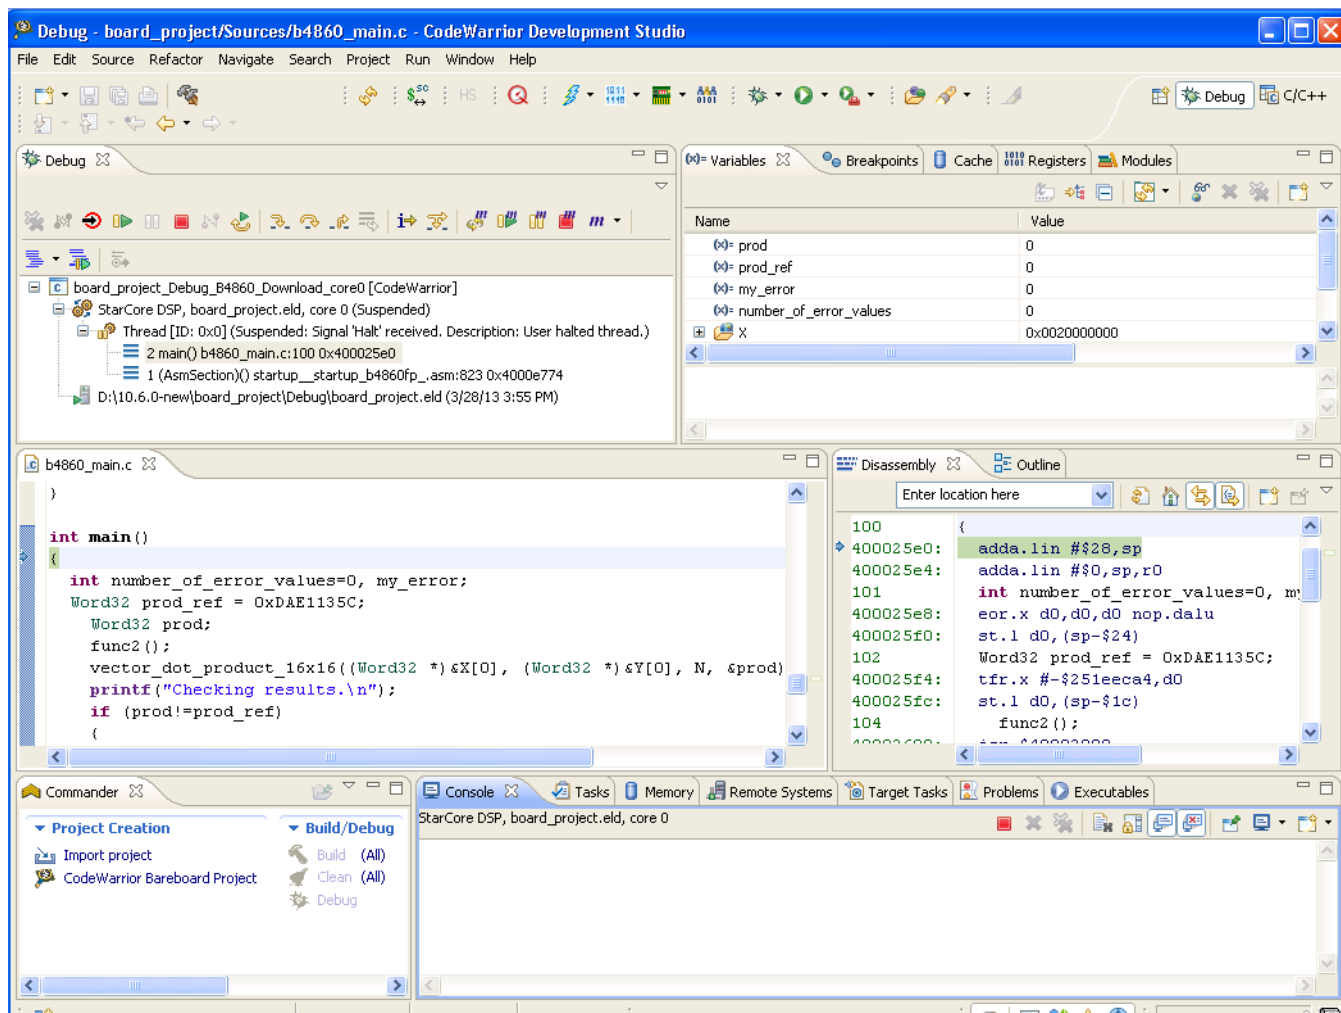 Debug - board_project/Sources/b4860_main.c - CodeWarrior Development Studio
File Edit Source Refactor Navigate Search Project Run Window Help
Debug C/C++
Debug
board_project_Debug_B4860_Download_core0 [CodeWarrior]
StarCore DSP, board_project.eld, core 0 (Suspended)
Thread [ID: 0x0] (Suspended: Signal 'Halt' received. Description: User halted thread.)
2 main() b4860_main.c:100 0x400025e0
1 (AsmSection)() startup__startup_b4860fp_.asm:823 0x4000e774
D:\10.6.0-new\board_project\Debug\board_project.eld (3/28/13 3:55 PM)
(x)= Variables Breakpoints Cache Registers Modules
Name Value
(x)= prod 0
(x)= prod_ref 0
(x)= my_error 0
(x)= number_of_error_values 0
X 0x0020000000
b4860_main.c
}
int main()
{
int number_of_error_values=0, my_error;
Word32 prod_ref = 0xDAE1135C;
Word32 prod;
func2();
vector_dot_product_16x16((Word32 *)&X[0], (Word32 *)&Y[0], N, &prod)
printf("Checking results.\n");
if (prod!=prod_ref)
{
Disassembly Outline
Enter location here
100 {
400025e0: adda.lin #$28,sp
400025e4: adda.lin #$0,sp,r0
101 int number_of_error_values=0, my
400025e8: eor.x d0,d0,d0 nop.dalu
400025f0: st.l d0,(sp-$24)
102 Word32 prod_ref = 0xDAE1135C;
400025f4: tfr.x #-$251eeca4,d0
400025fc: st.l d0,(sp-$1c)
104 func2();
Commander
Project Creation
Import project
CodeWarrior Bareboard Project
Build/Debug
Build (All)
Clean (All)
Debug
Console Tasks Memory Remote Systems Target Tasks Problems Executables
StarCore DSP, board_project.eld, core 0